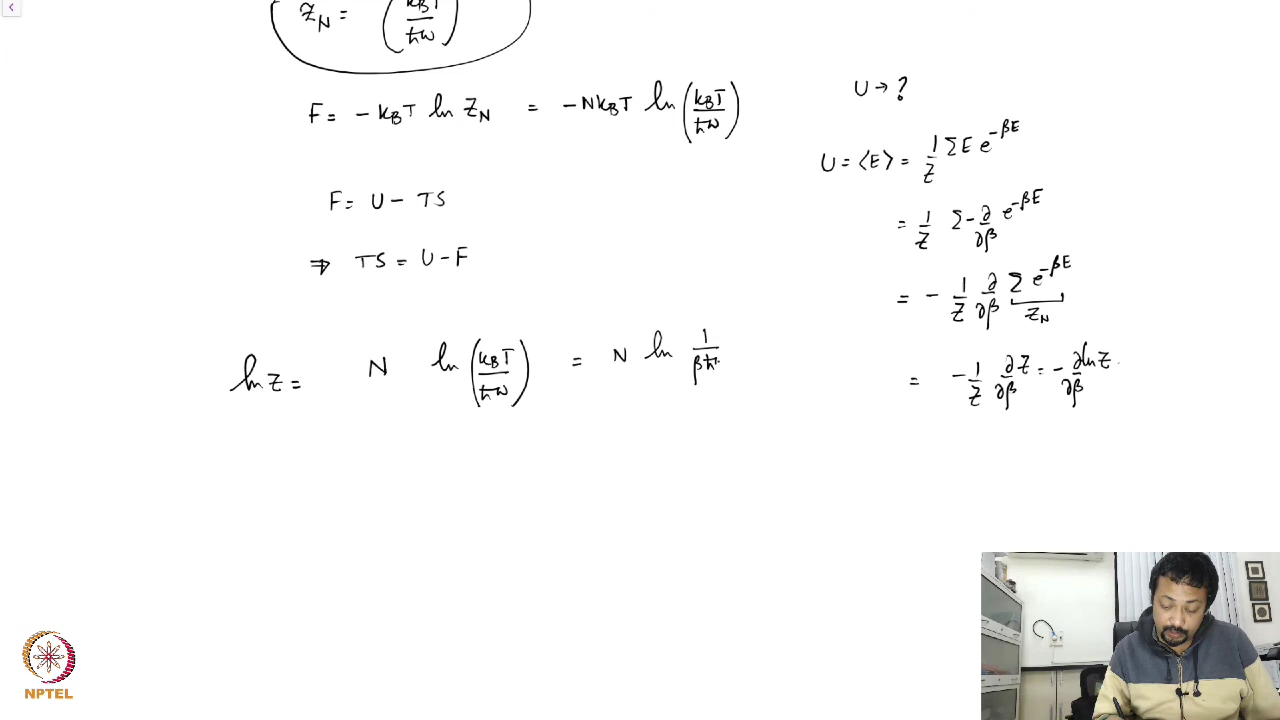 Z_N = (k_BT / ħω)
F = - k_BT ln Z_N = - Nk_BT ln (k_BT / ħω)
F = U - TS
⇒ TS = U - F
ln Z = N ln (k_BT / ħω) = N ln 1 / βħ
U → ?
U = ⟨E⟩ = 1/Z Σ E e^{-βE}
= 1/Z Σ - ∂/∂β e^{-βE}
= - 1/Z ∂/∂β Σ e^{-βE}
Z_N
= - 1/Z ∂/∂β Z = - ∂ ln Z / ∂β
NPTEL